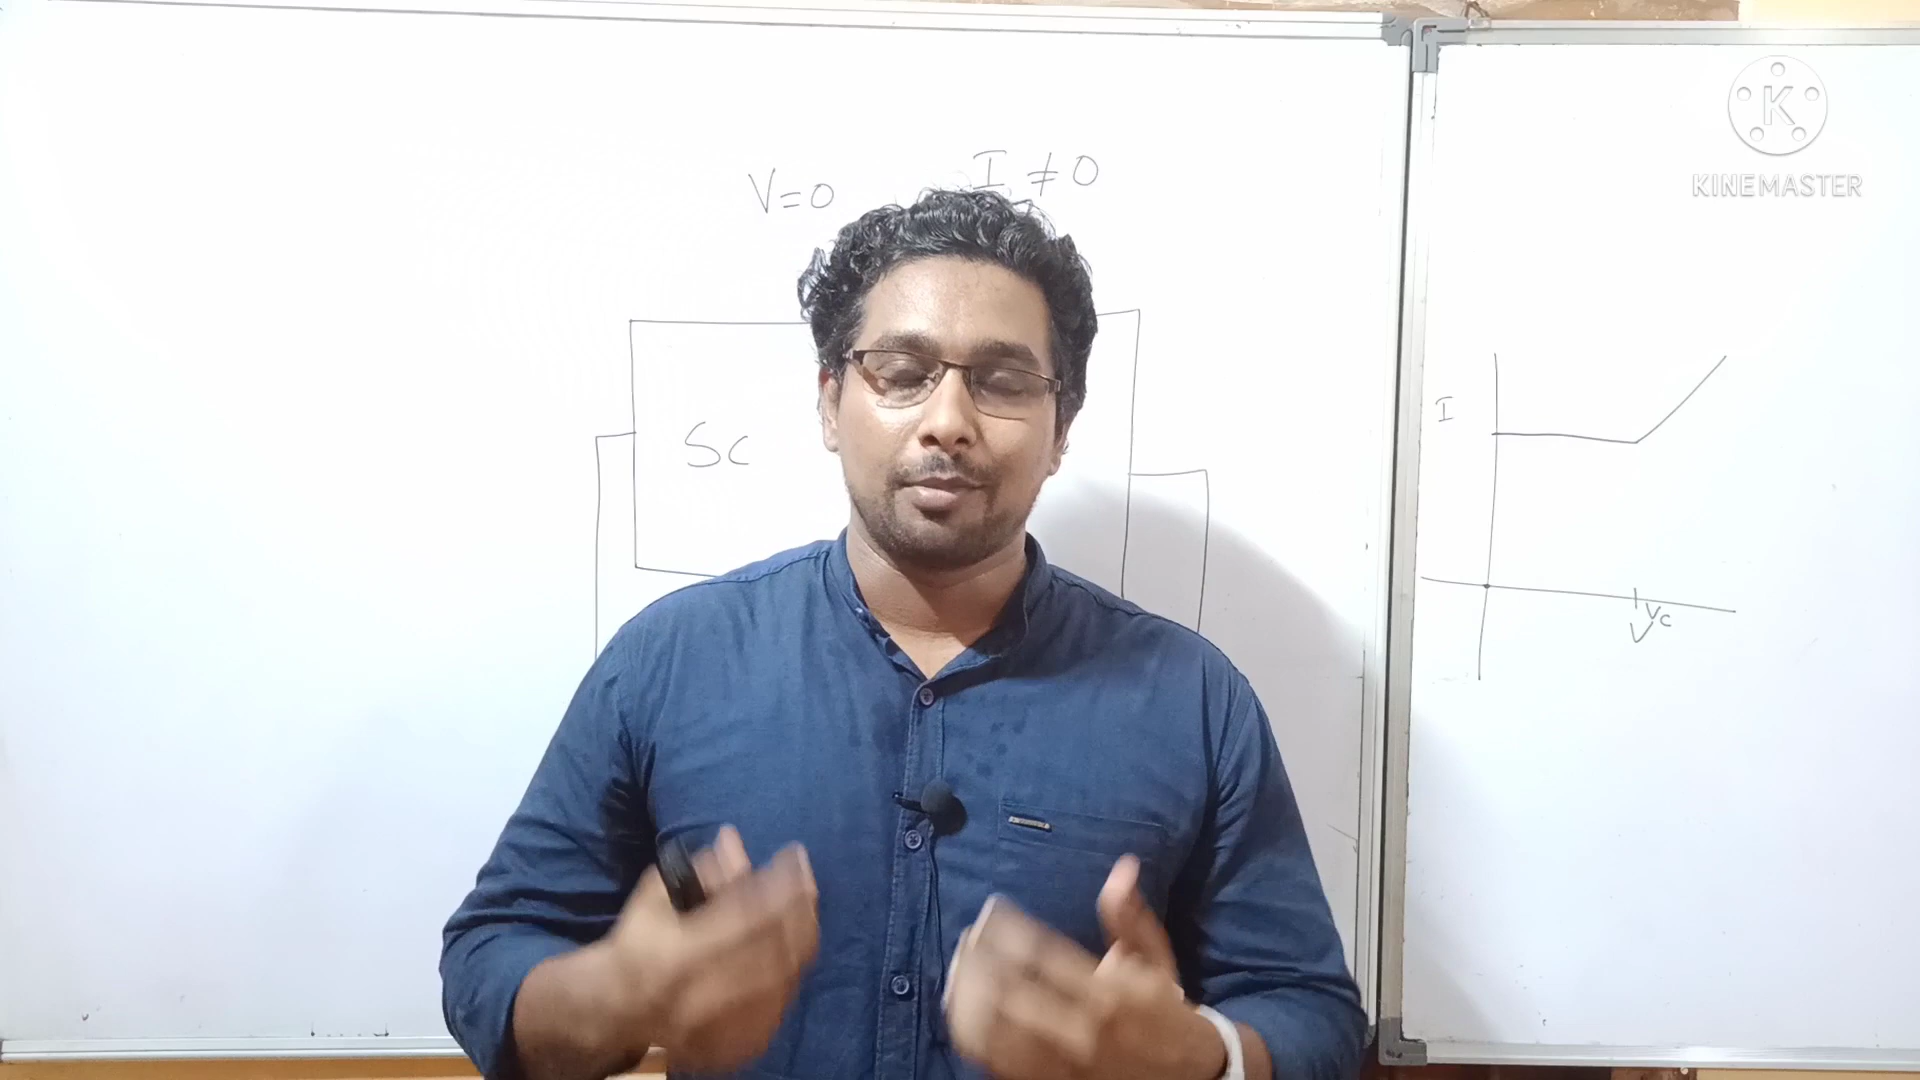 V=0
I ≠ 0
SC
I
Vc
V
K
KINEMASTER